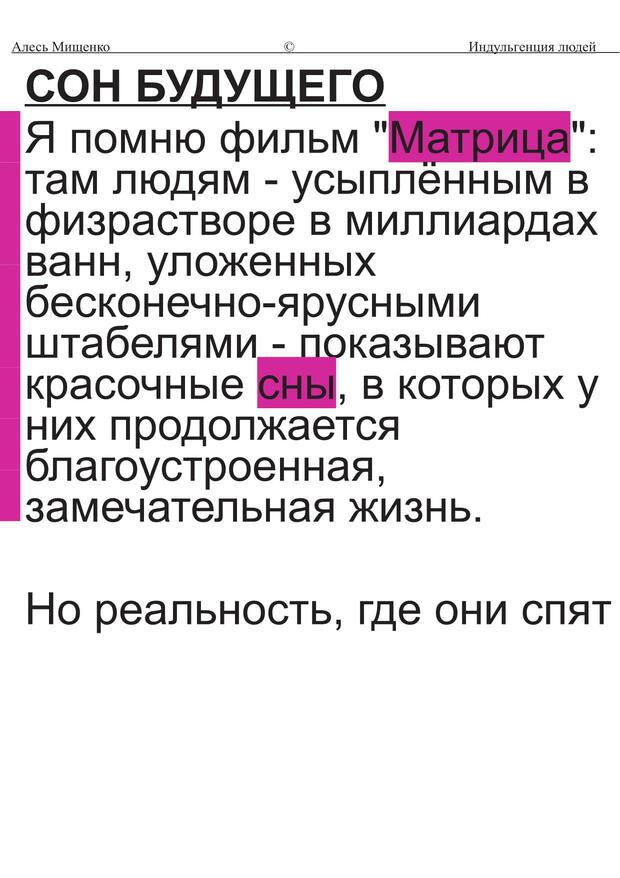 Алесь Мищенко © Индульгенция людей
СОН БУДУЩЕГО
Я помню фильм "Матрица":
там людям - усыплённым в
физрастворе в миллиардах
ванн, уложенных
бесконечно-ярусными
штабелями - показывают
красочные сны, в которых у
них продолжается
благоустроенная,
замечательная жизнь.
Но реальность, где они спят